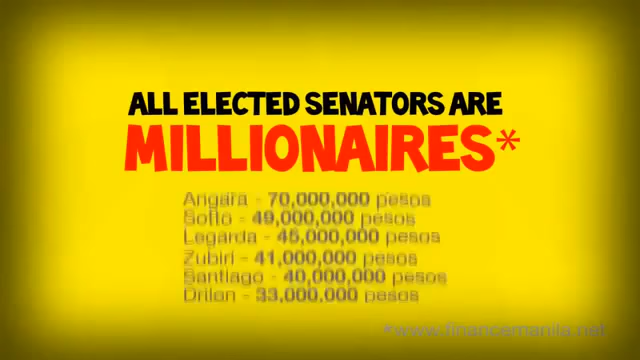 ALL ELECTED SENATORS ARE
MILLIONAIRES*
Angara - 70,000,000 pesos
Sotto - 49,000,000 pesos
Legarda - 45,000,000 pesos
Zubiri - 41,000,000 pesos
Santiago - 40,000,000 pesos
Drilon - 33,000,000 pesos
*www.financemanila.net